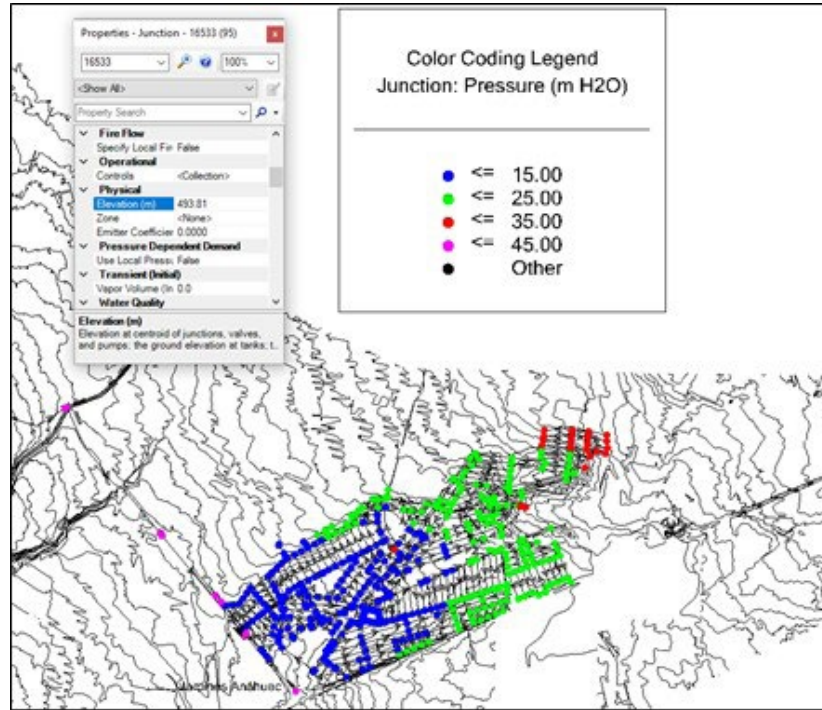 Properties - Junction - 16533 (95)
16533 100%
<Show All>
Property Search
Fire Flow
Specify Local Fir False
Operational
Controls <Collection>
Physical
Elevation (m) 493.81
Zone <None>
Emitter Coefficier 0.0000
Pressure Dependent Demand
Use Local Pressu False
Transient (Initial)
Vapor Volume (In 0.0
Water Quality
Elevation (m)
Elevation at centroid of junctions, valves,
and pumps; the ground elevation at tanks; t..
Color Coding Legend
Junction: Pressure (m H2O)
<= 15.00
<= 25.00
<= 35.00
<= 45.00
Other
Anáhuac